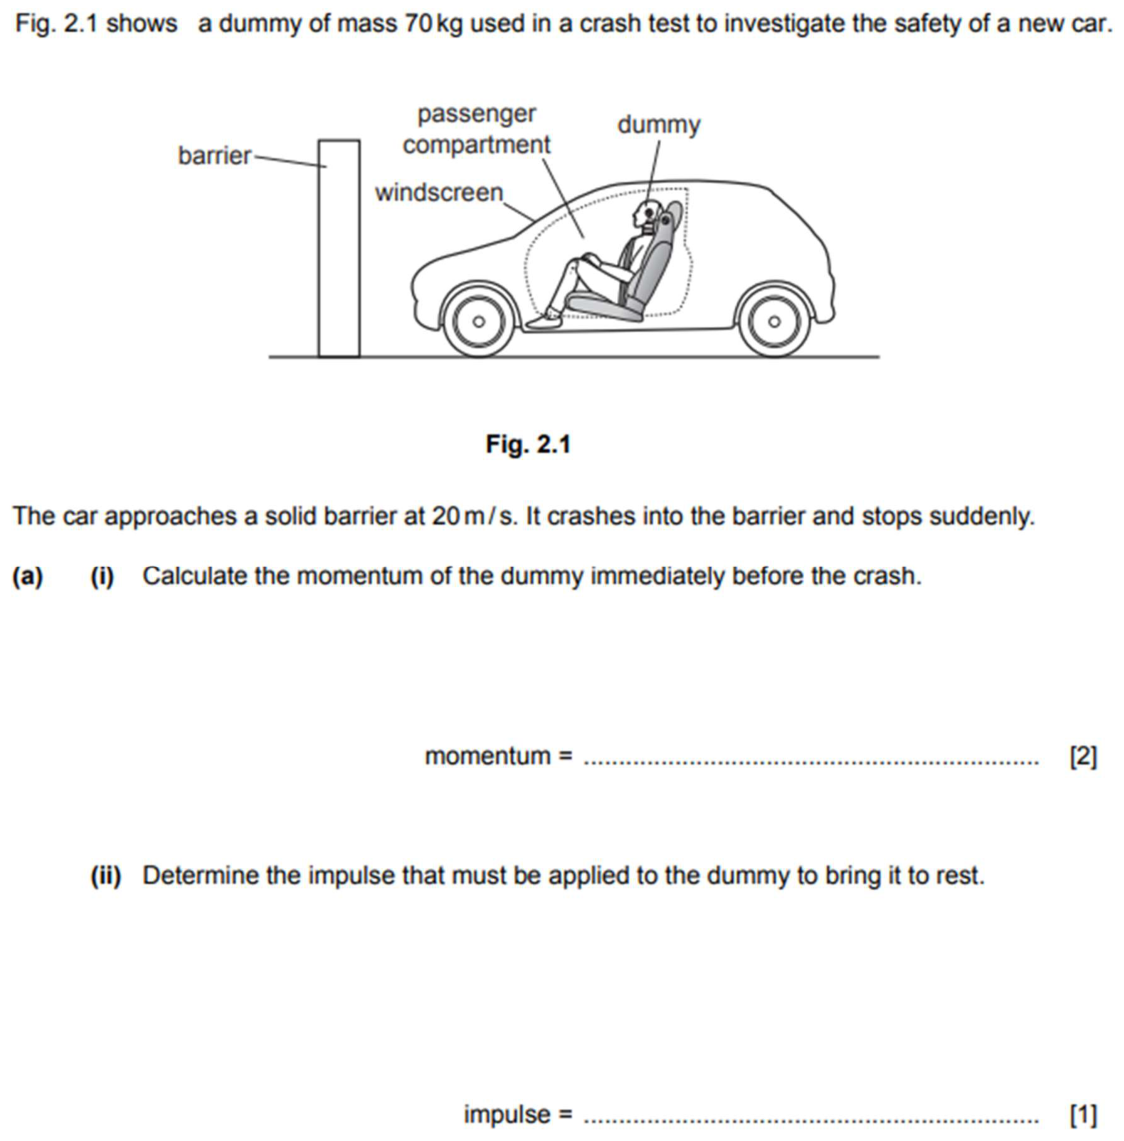 Fig. 2.1 shows a dummy of mass 70 kg used in a crash test to investigate the safety of a new car.
passenger
compartment
dummy
barrier
windscreen
Fig. 2.1
The car approaches a solid barrier at 20 m/s. It crashes into the barrier and stops suddenly.
(a) (i) Calculate the momentum of the dummy immediately before the crash.
momentum = ................................................................ [2]
(ii) Determine the impulse that must be applied to the dummy to bring it to rest.
impulse = ................................................................ [1]